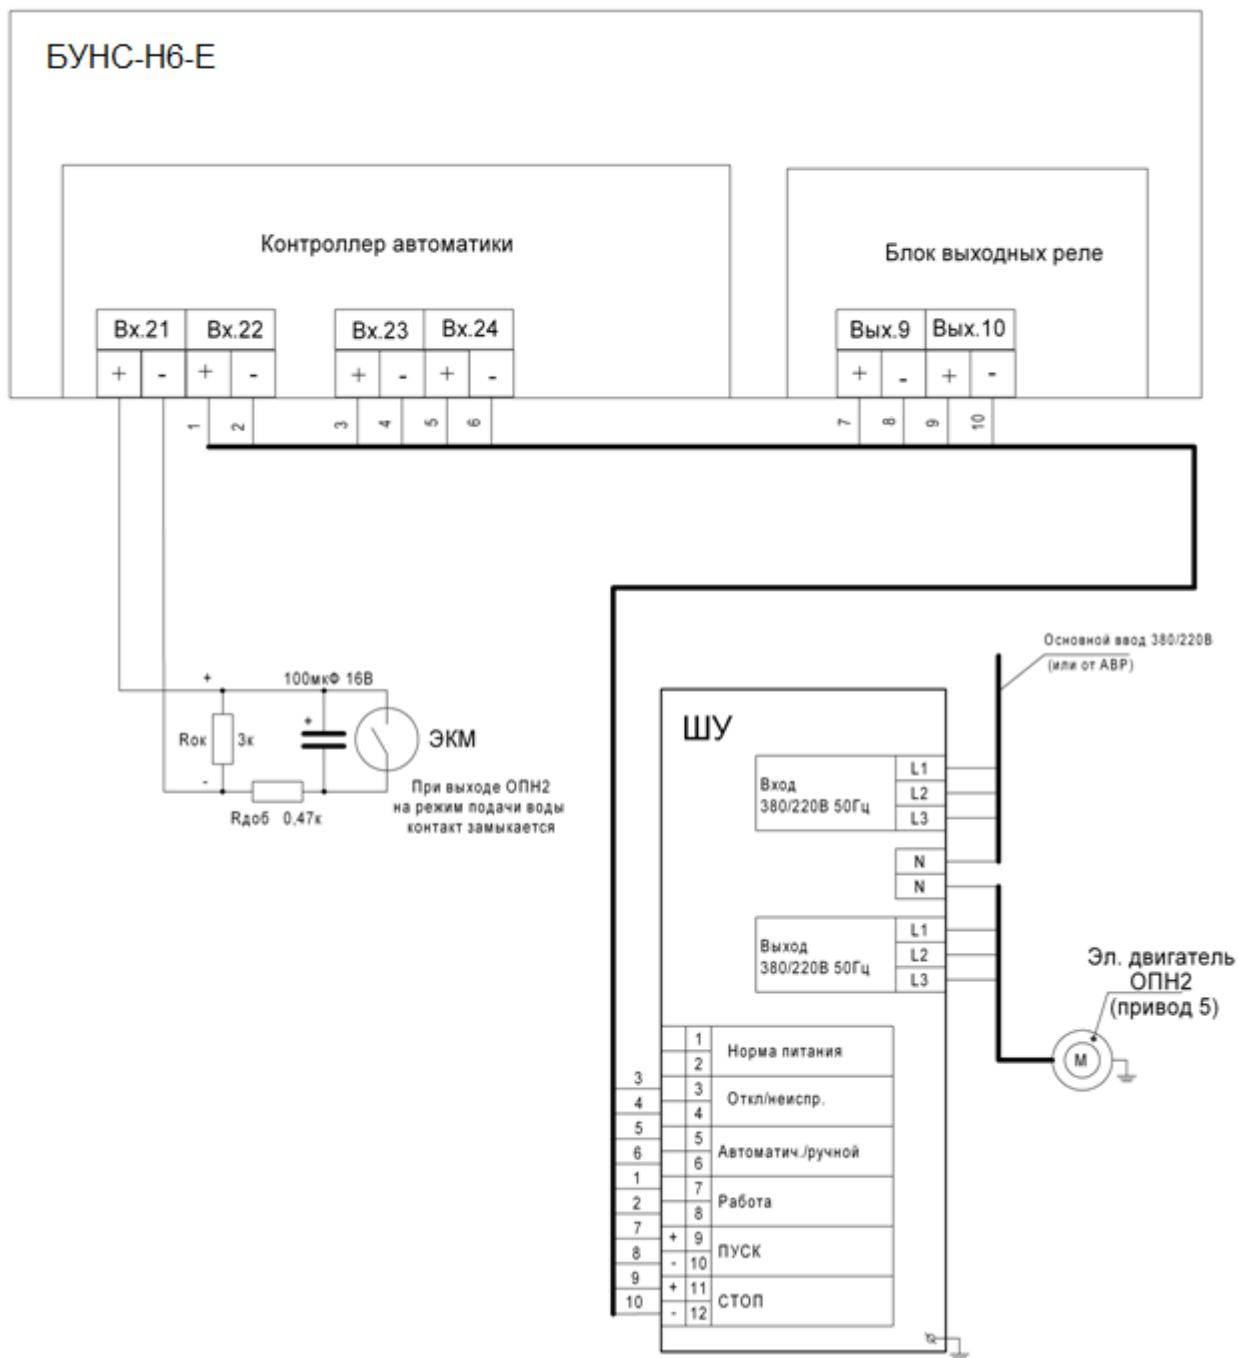 БУНС-Н6-Е
Контроллер автоматики
Блок выходных реле
Вх.21 Вх.22 Вх.23 Вх.24 Вых.9 Вых.10
+ - + - + - + - + - + -
1 2 3 4 5 6 7 8 9 10
Основной ввод 380/220В
(или от АВР)
+ 100мкФ 16В
ШУ
Rок 3к + ЭКМ
-
Rдоб 0,47к
При выходе ОПН2
на режим подачи воды
контакт замыкается
Вход
380/220В 50Гц
L1
L2
L3
N
N
Выход
380/220В 50Гц
L1
L2
L3
Эл. двигатель
ОПН2
(привод 5)
М
1
Норма питания
2
3
3
Откл/неиспр.
4
4
5
5
Автоматич./ручной
6
6
1
7
Работа
2
8
7
+ 9
ПУСК
8
- 10
9
+ 11
СТОП
10
- 12